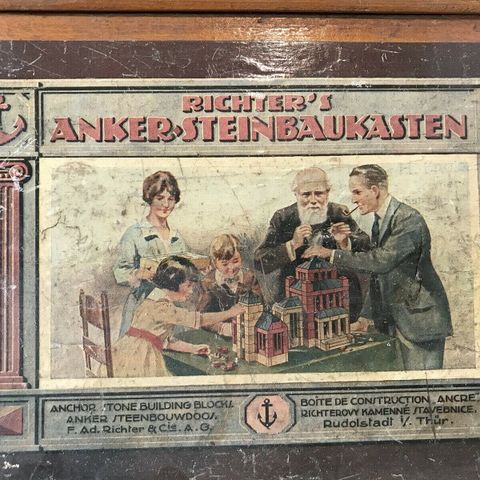 RICHTER'S
ANKER-STEINBAUKASTEN
ANCHOR STONE BUILDING BLOCKS
ANKER STEENBOUWDOOS.
F. Ad. Richter & Cie. A.G.
BOÎTE DE CONSTRUCTION ANCRE.
RICHTEROVY KAMENNÉ STAVEBNICE.
Rudolstadt i/ Thür.